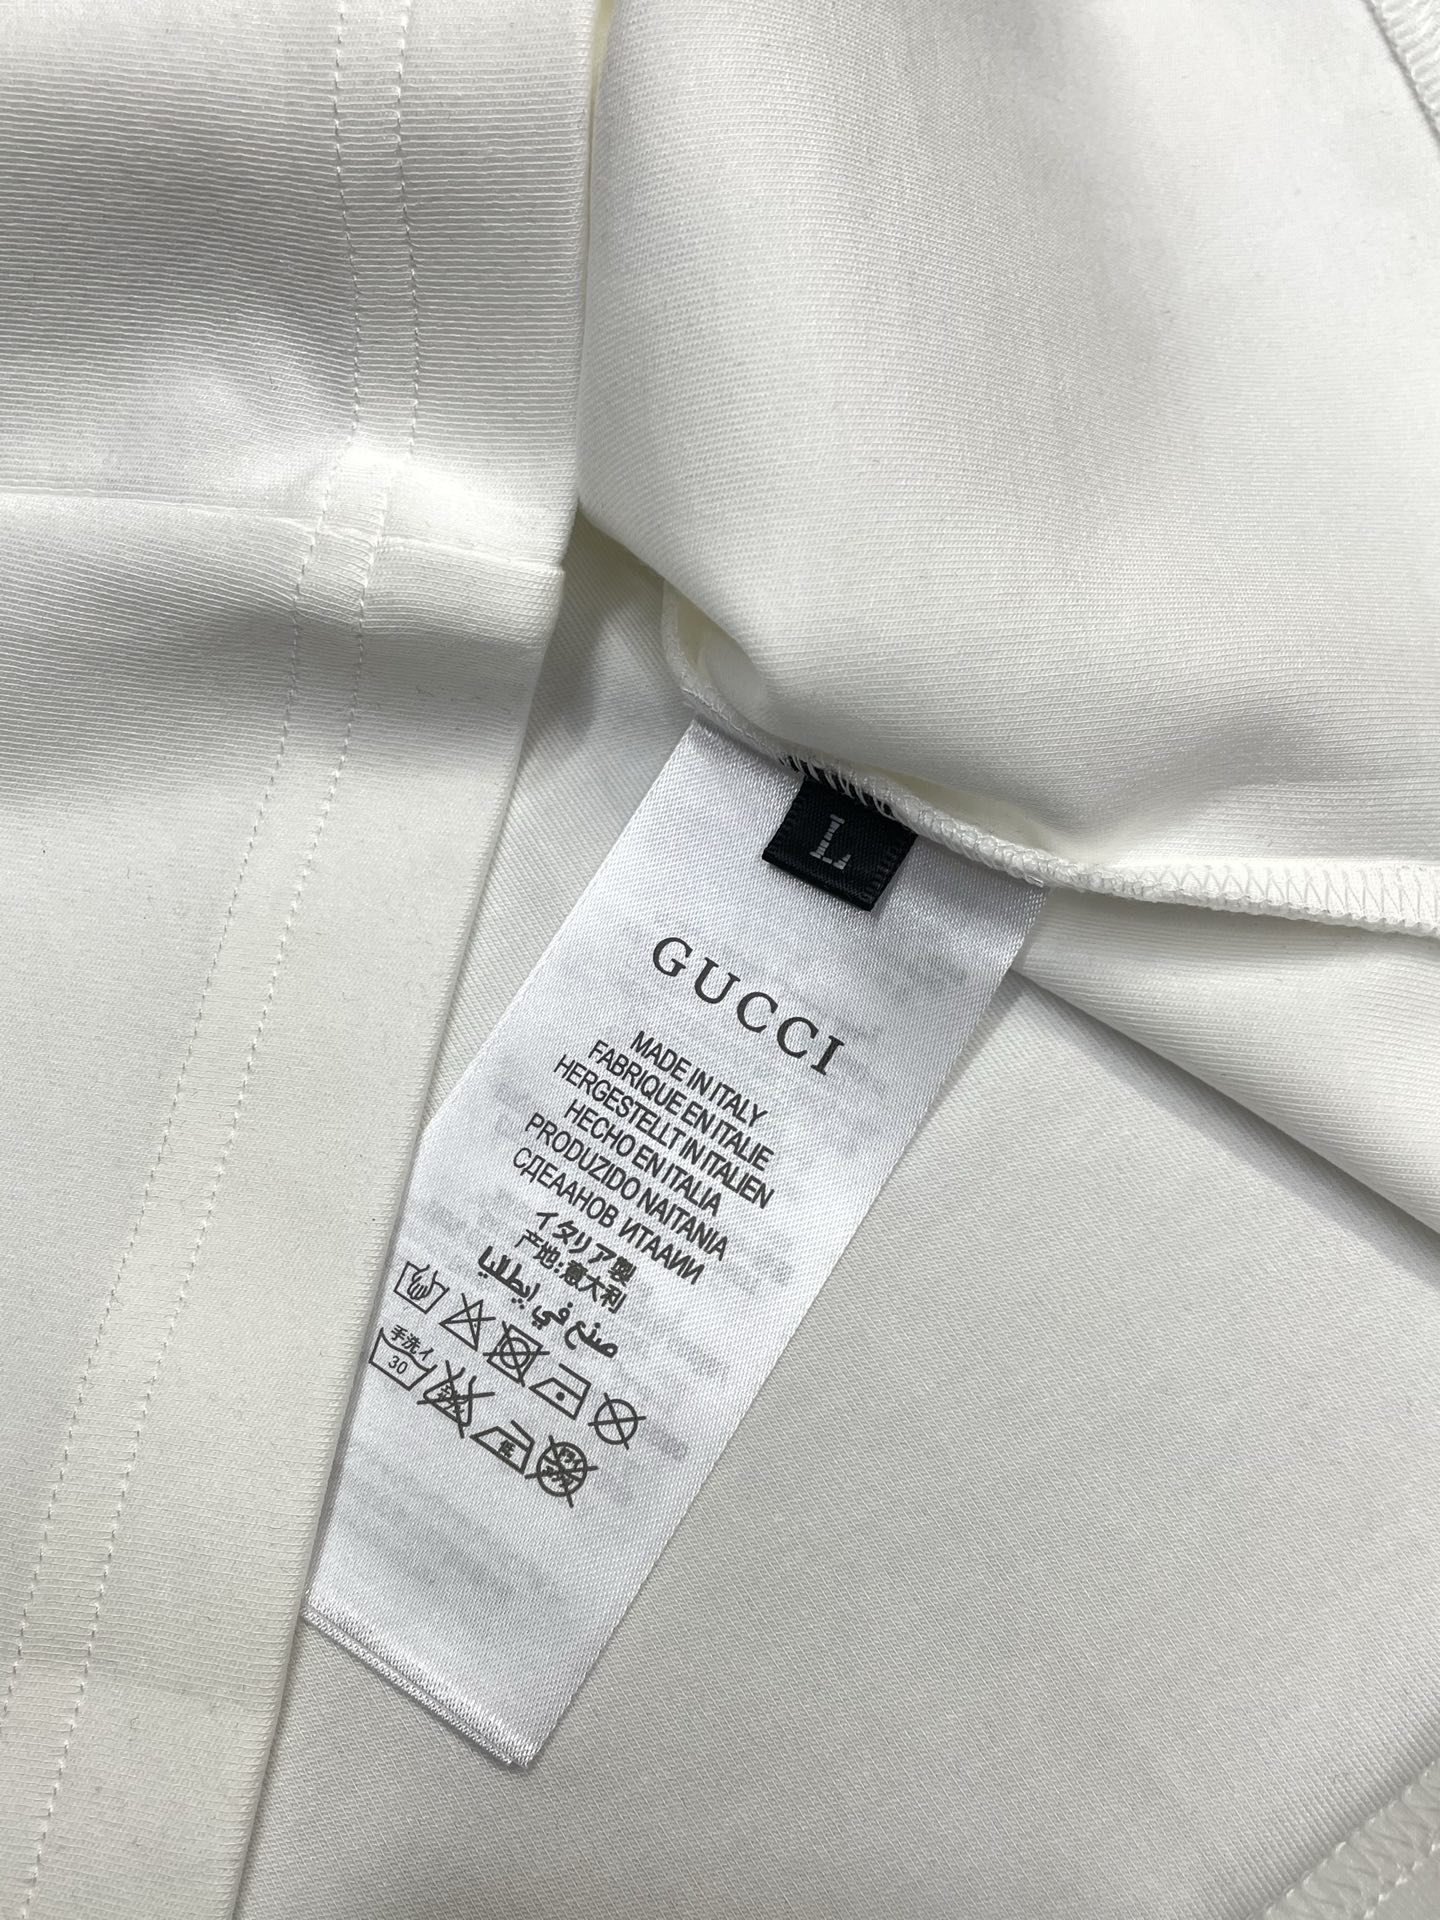 L
GUCCI
MADE IN ITALY
FABRIQUE EN ITALIE
HERGESTELLT IN ITALIEN
HECHO EN ITALIA
PRODUZIDO NAITANIA
СДЕААНОВ ИТААИИ
イタリア製
产地:意大利
صنع في إيطاليا
手洗イ
30
低